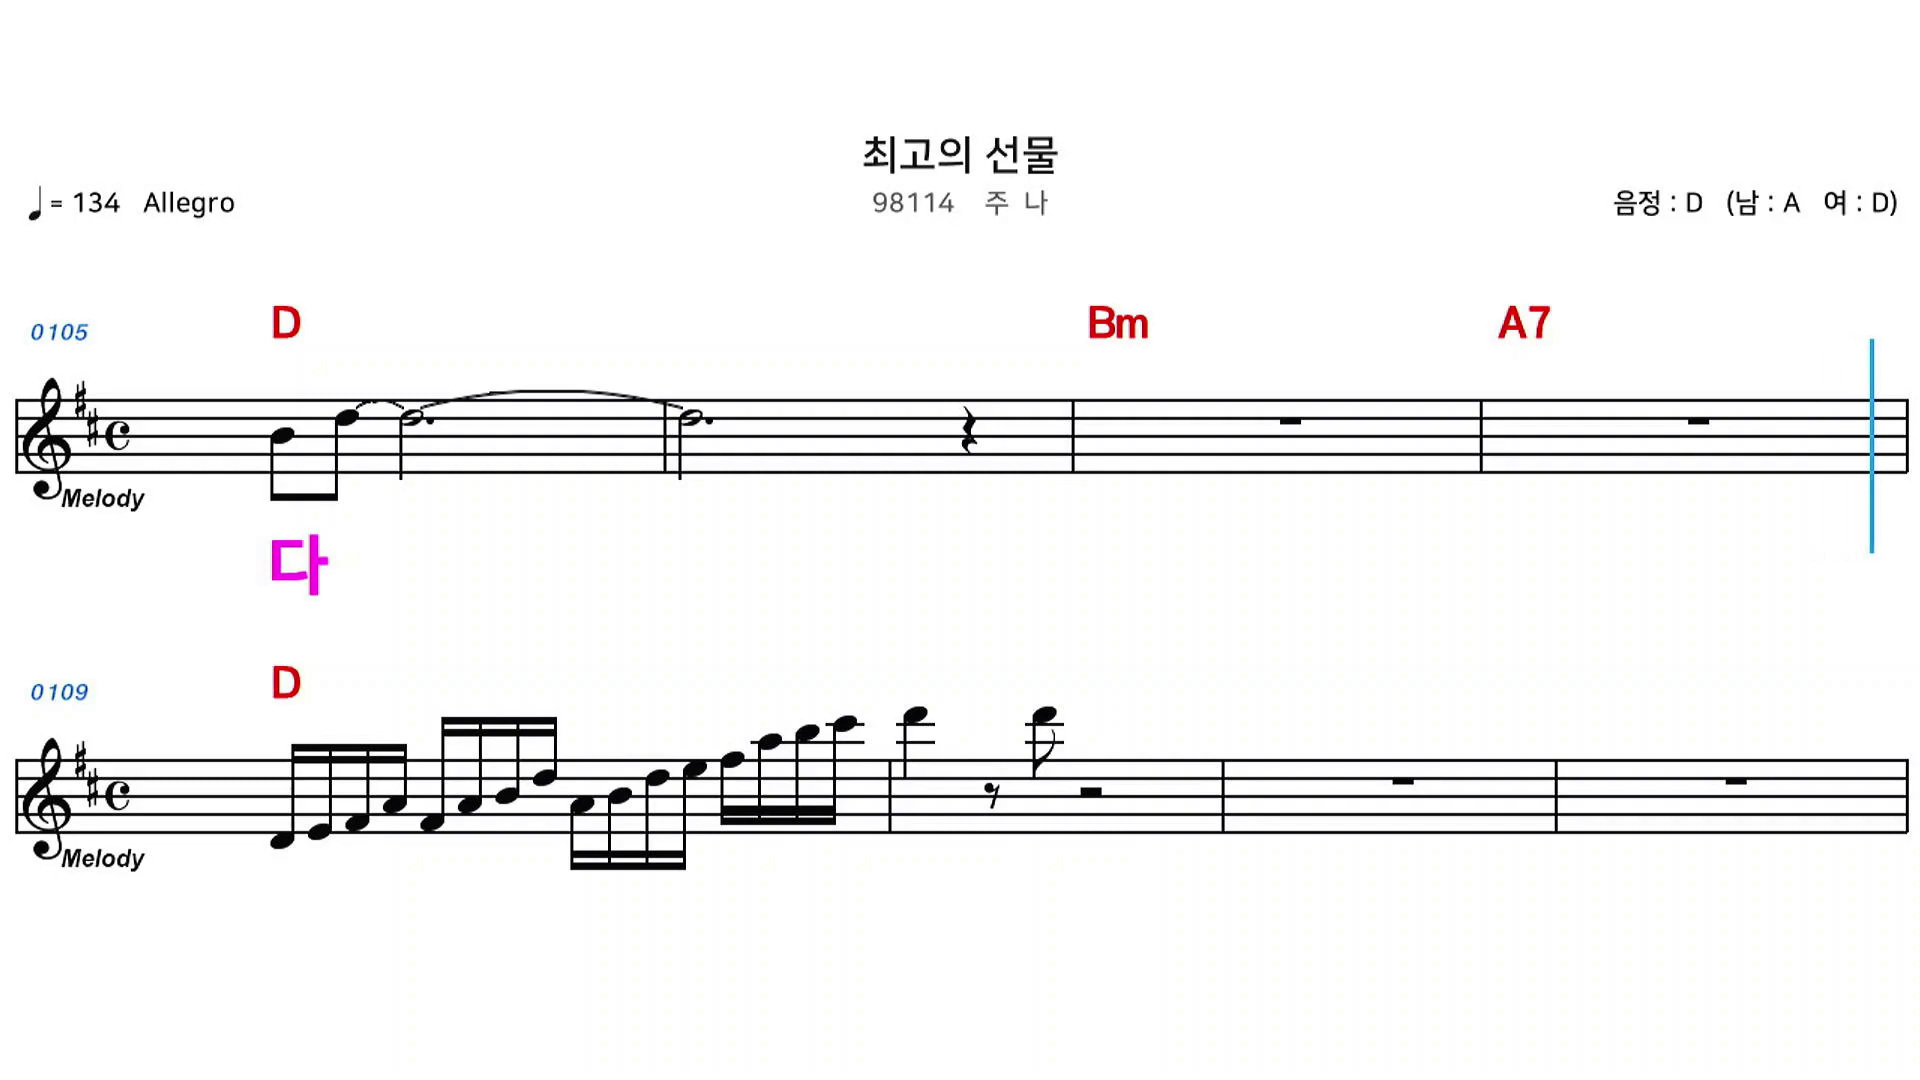 최고의 선물
= 134 Allegro
98114 주 나
음정 : D (남 : A 여 : D)
0105
D Bm A7
Melody
다
0109
D
Melody